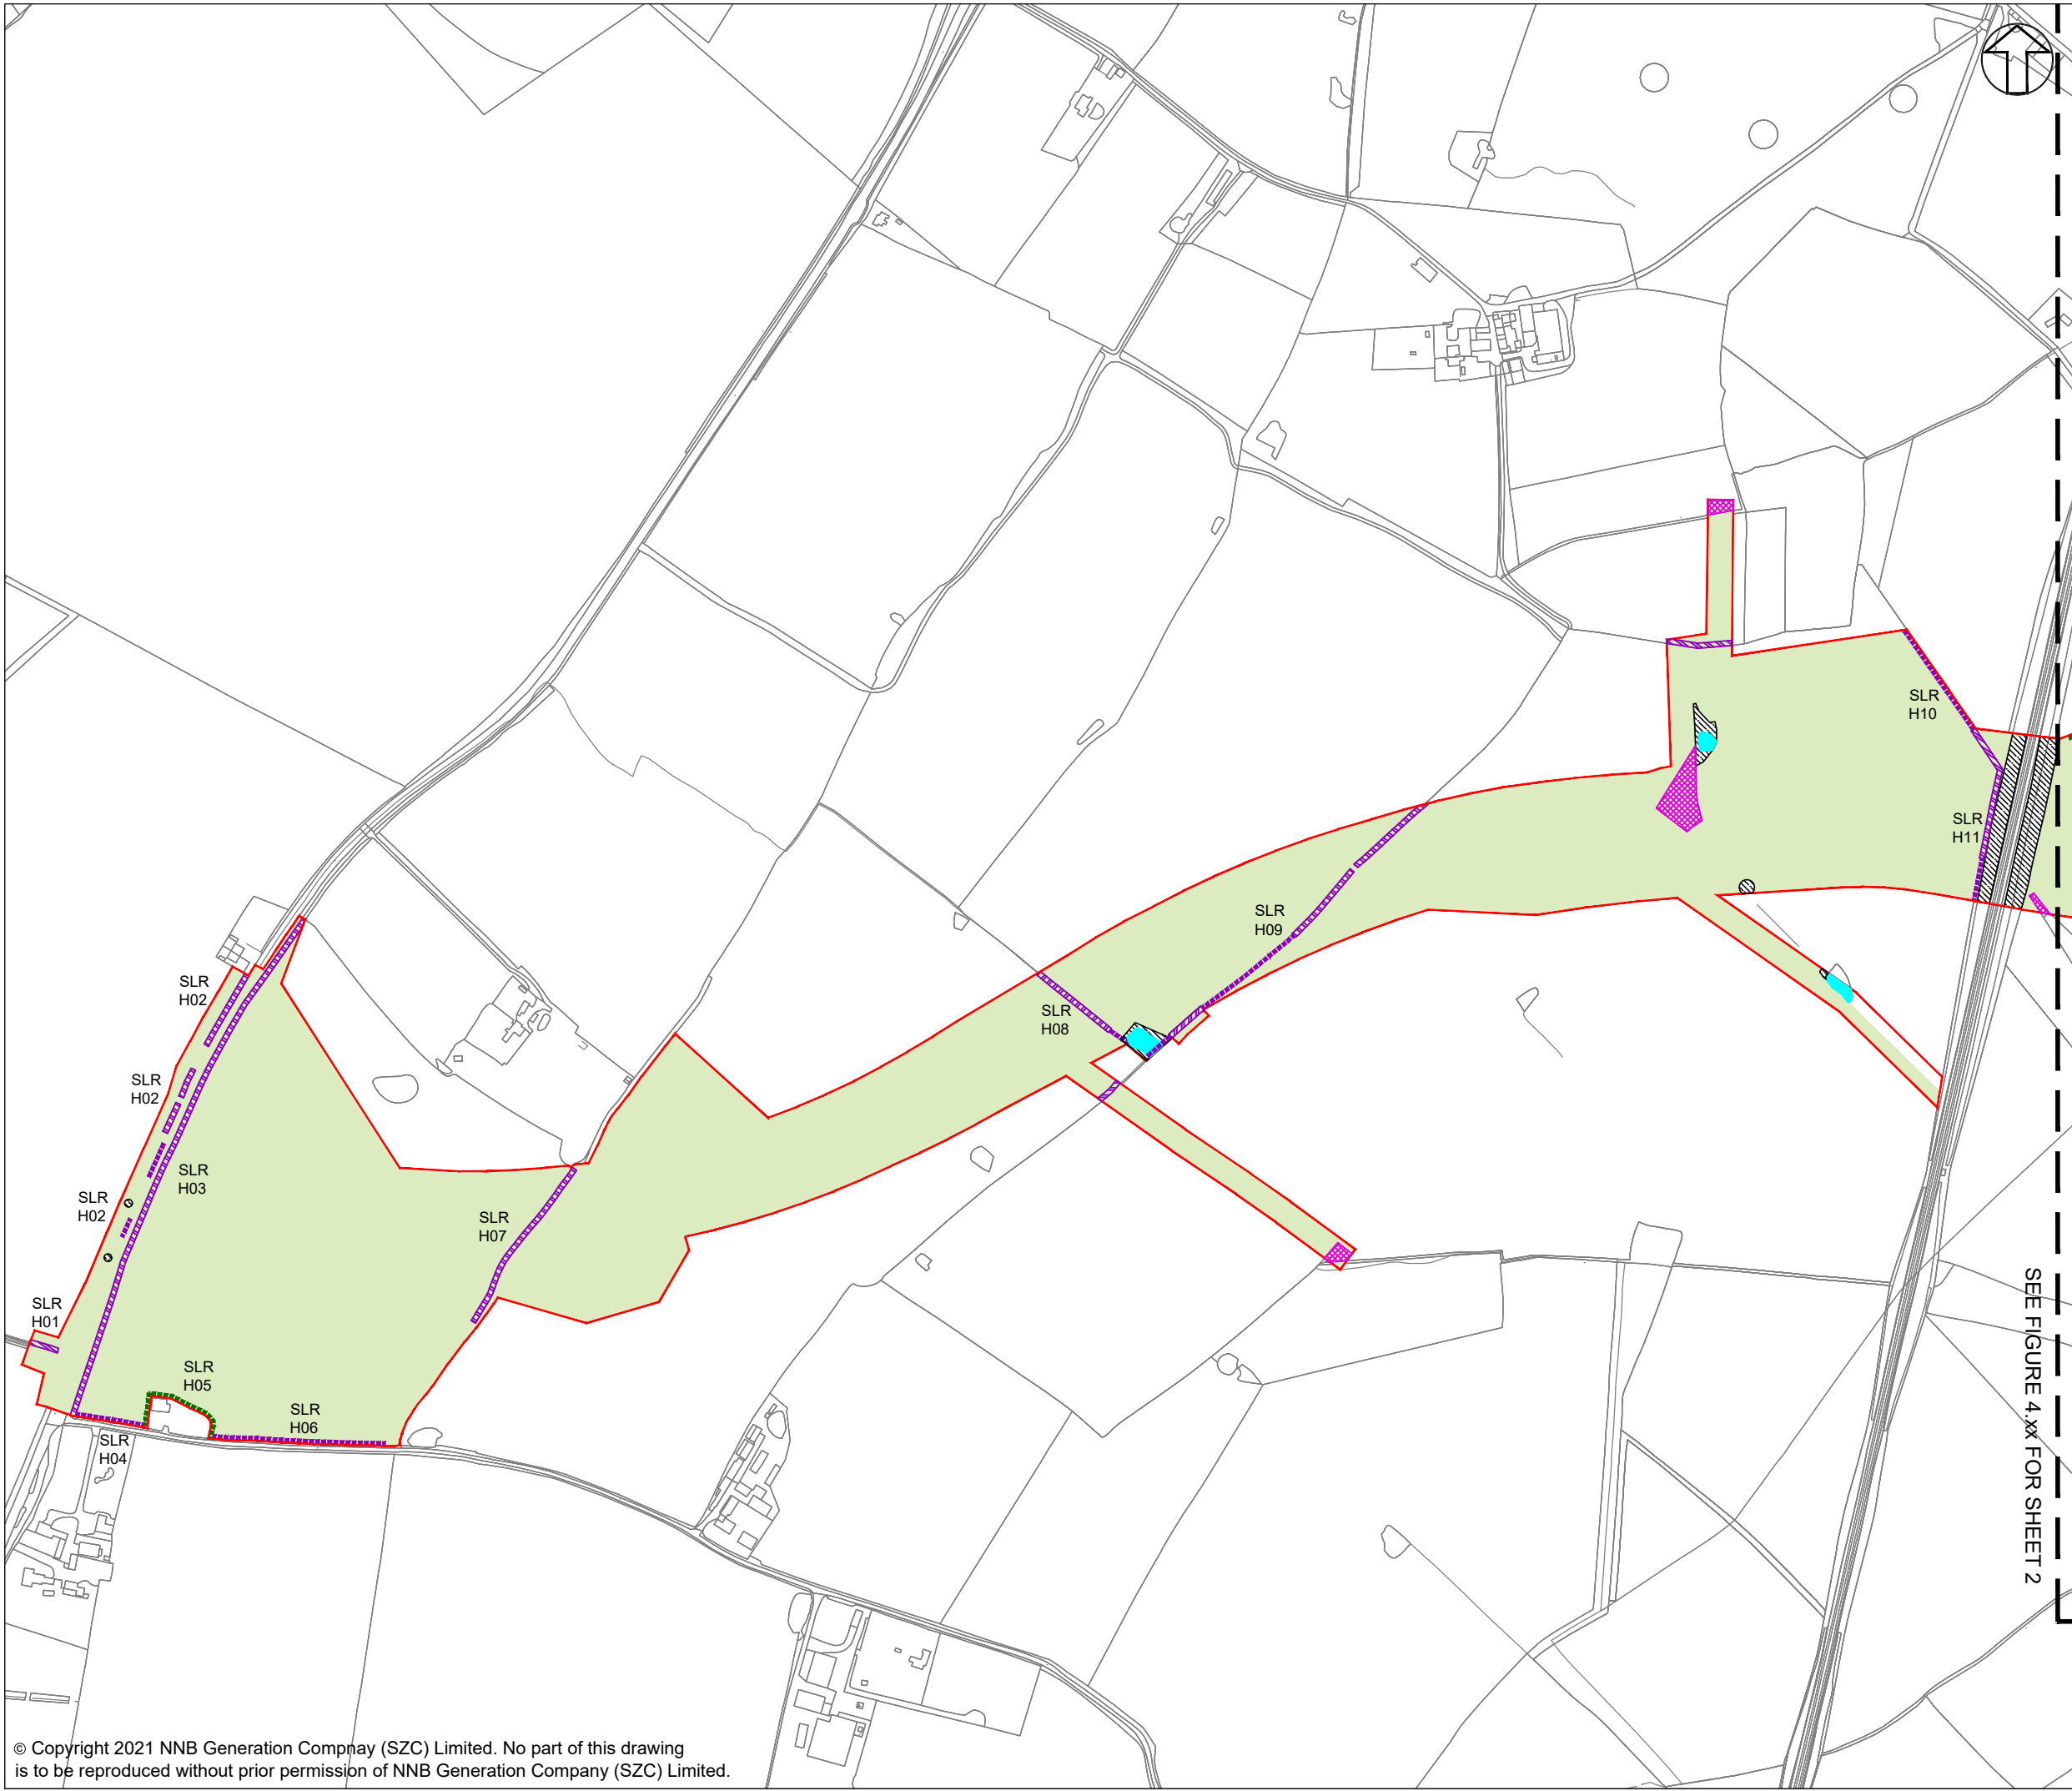 SLR
H10
SLR
H11
SLR
H09
SLR
H02
SLR
H08
SLR
H02
SLR
H03
SLR
H02
SLR
H07
SLR
H01
SLR
H05
SLR
H06
SLR
H04
SEE FIGURE 4.xx FOR SHEET 2
© Copyright 2021 NNB Generation Compnay (SZC) Limited. No part of this drawing
is to be reproduced without prior permission of NNB Generation Company (SZC) Limited.